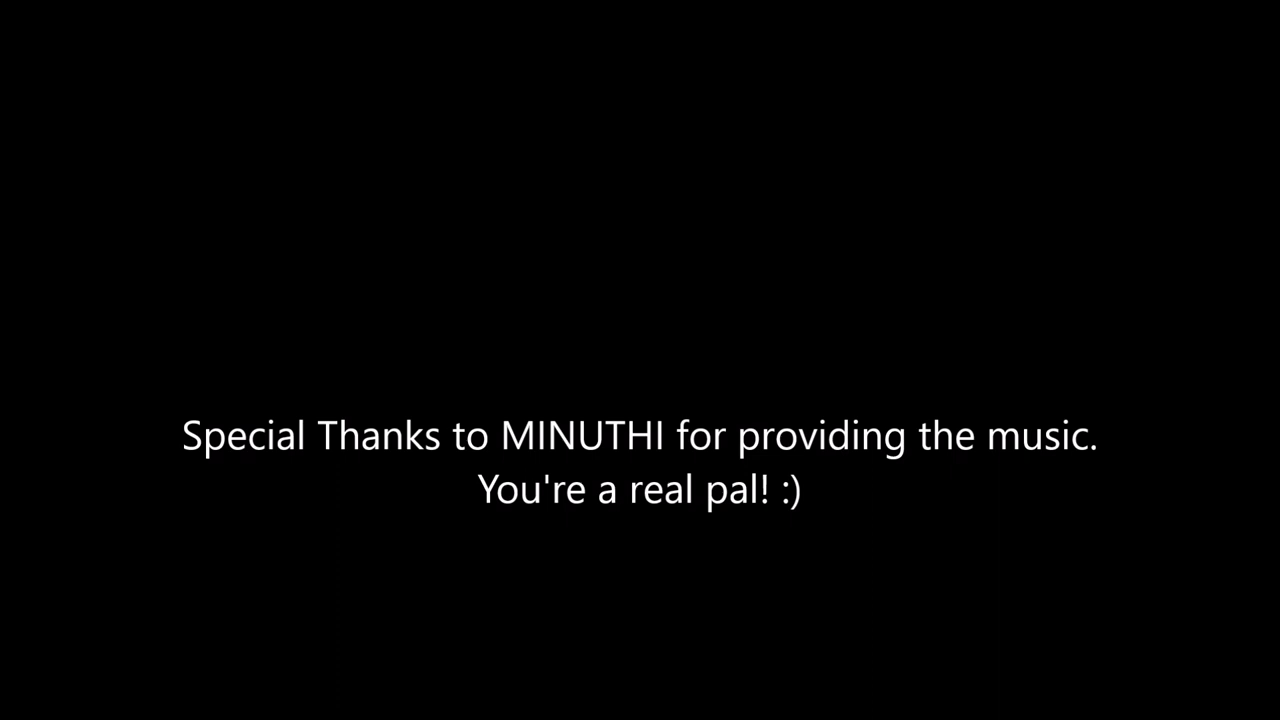 Special Thanks to MINUTHI for providing the music.
You're a real pal! :)